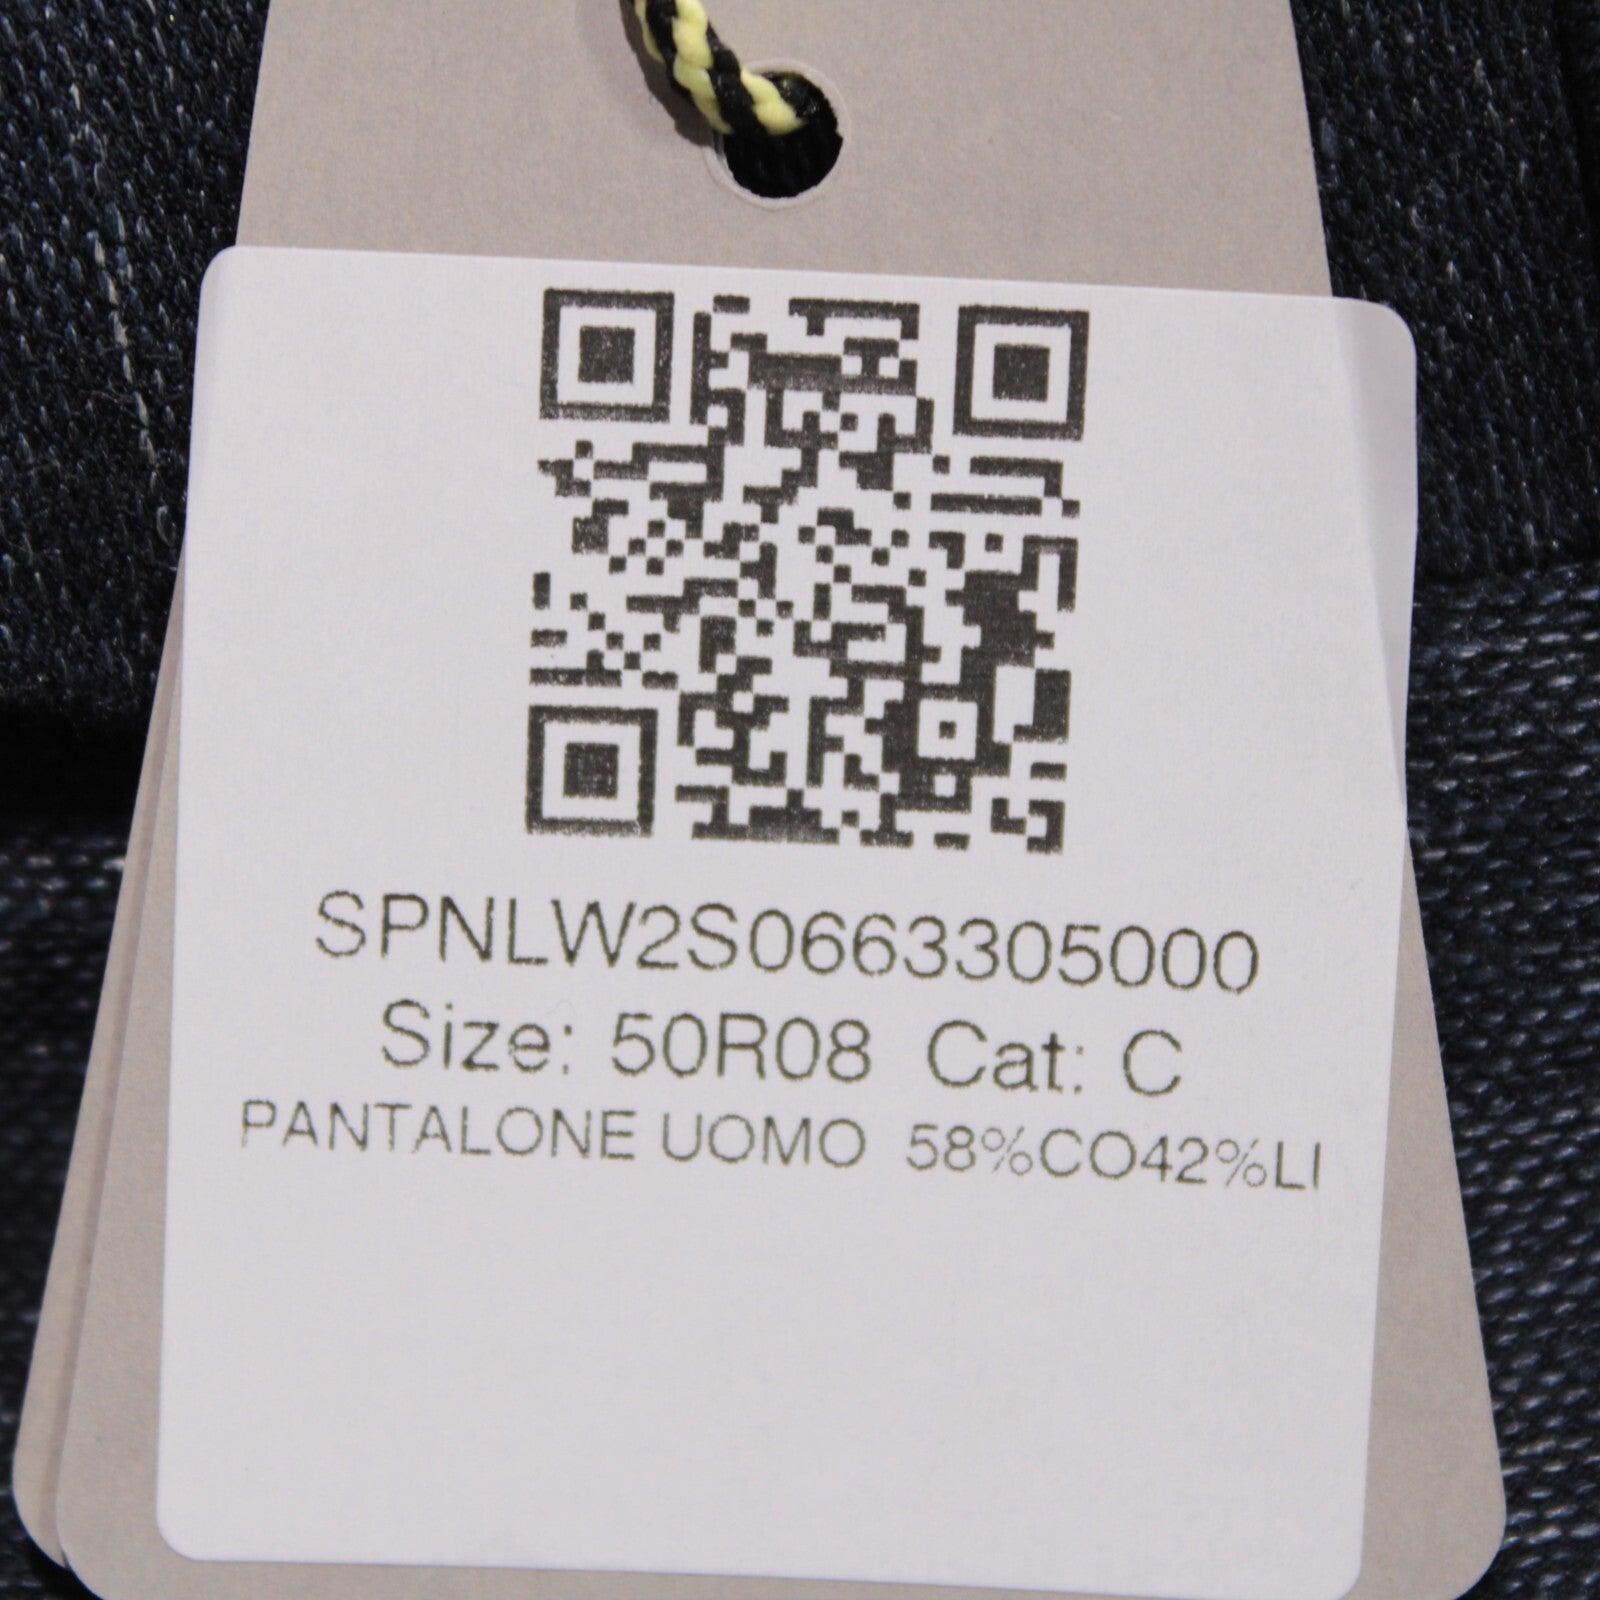 SPNLW2S0663305000
Size: 50R08 Cat: C
PANTALONE UOMO 58%CO42%LI